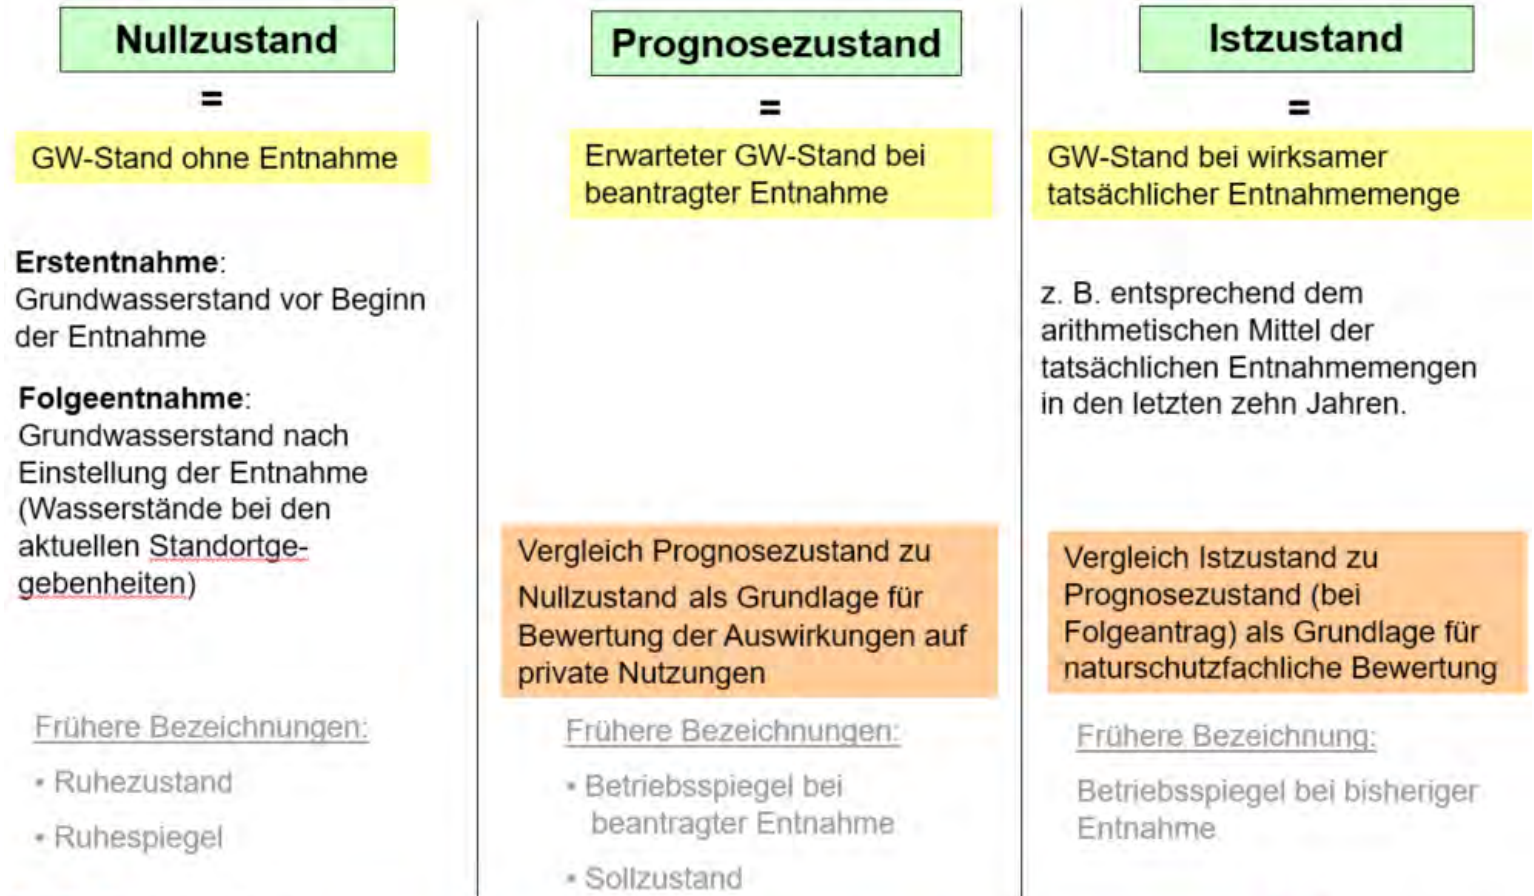 Nullzustand
=
GW-Stand ohne Entnahme
Erstentnahme:
Grundwasserstand vor Beginn
der Entnahme
Folgeentnahme:
Grundwasserstand nach
Einstellung der Entnahme
(Wasserstände bei den
aktuellen Standortge-
gebenheiten)
Frühere Bezeichnungen:
• Ruhezustand
• Ruhespiegel
Prognosezustand
=
Erwarteter GW-Stand bei
beantragter Entnahme
Vergleich Prognosezustand zu
Nullzustand als Grundlage für
Bewertung der Auswirkungen auf
private Nutzungen
Frühere Bezeichnungen:
• Betriebsspiegel bei
beantragter Entnahme
• Sollzustand
Istzustand
=
GW-Stand bei wirksamer
tatsächlicher Entnahmemenge
z. B. entsprechend dem
arithmetischen Mittel der
tatsächlichen Entnahmemengen
in den letzten zehn Jahren.
Vergleich Istzustand zu
Prognosezustand (bei
Folgeantrag) als Grundlage für
naturschutzfachliche Bewertung
Frühere Bezeichnung:
Betriebsspiegel bei bisheriger
Entnahme